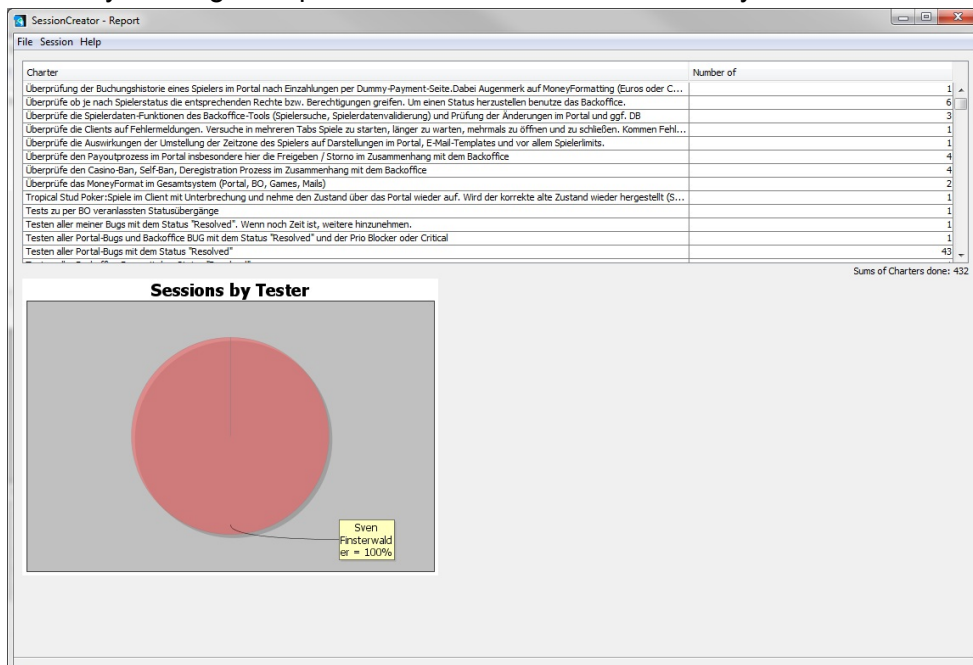 SessionCreator - Report
File Session Help
Charter Number of
Überprüfung der Buchungshistorie eines Spielers im Portal nach Einzahlungen per Dummy-Payment-Seite.Dabei Augenmerk auf MoneyFormatting (Euros oder C... 1
Überprüfe ob je nach Spielerstatus die entsprechenden Rechte bzw. Berechtigungen greifen. Um einen Status herzustellen benutze das Backoffice. 6
Überprüfe die Spielerdaten-Funktionen des Backoffice-Tools (Spielersuche, Spielerdatenvalidierung) und Prüfung der Änderungen im Portal und ggf. DB 3
Überprüfe die Clients auf Fehlermeldungen. Versuche in mehreren Tabs Spiele zu starten, länger zu warten, mehrmals zu öffnen und zu schließen. Kommen Fehl... 1
Überprüfe die Auswirkungen der Umstellung der Zeitzone des Spielers auf Darstellungen im Portal, E-Mail-Templates und vor allem Spielerlimits. 1
Überprüfe den Payoutprozess im Portal insbesondere hier die Freigeben / Storno im Zusammenhang mit dem Backoffice 4
Überprüfe den Casino-Ban, Self-Ban, Deregistration Prozess im Zusammenhang mit dem Backoffice 4
Überprüfe das MoneyFormat im Gesamtsystem (Portal, BO, Games, Mails) 2
Tropical Stud Poker:Spiele im Client mit Unterbrechung und nehme den Zustand über das Portal wieder auf. Wird der korrekte alte Zustand wieder hergestellt (S... 1
Tests zu per BO veranlassten Statusübergänge 1
Testen aller meiner Bugs mit dem Status "Resolved". Wenn noch Zeit ist, weitere hinzunehmen. 1
Testen aller Portal-Bugs und Backoffice BUG mit dem Status "Resolved" und der Prio Blocker oder Critical 1
Testen aller Portal-Bugs mit dem Status "Resolved" 43
Sums of Charters done: 432
Sessions by Tester
Sven
Finsterwald
er = 100%